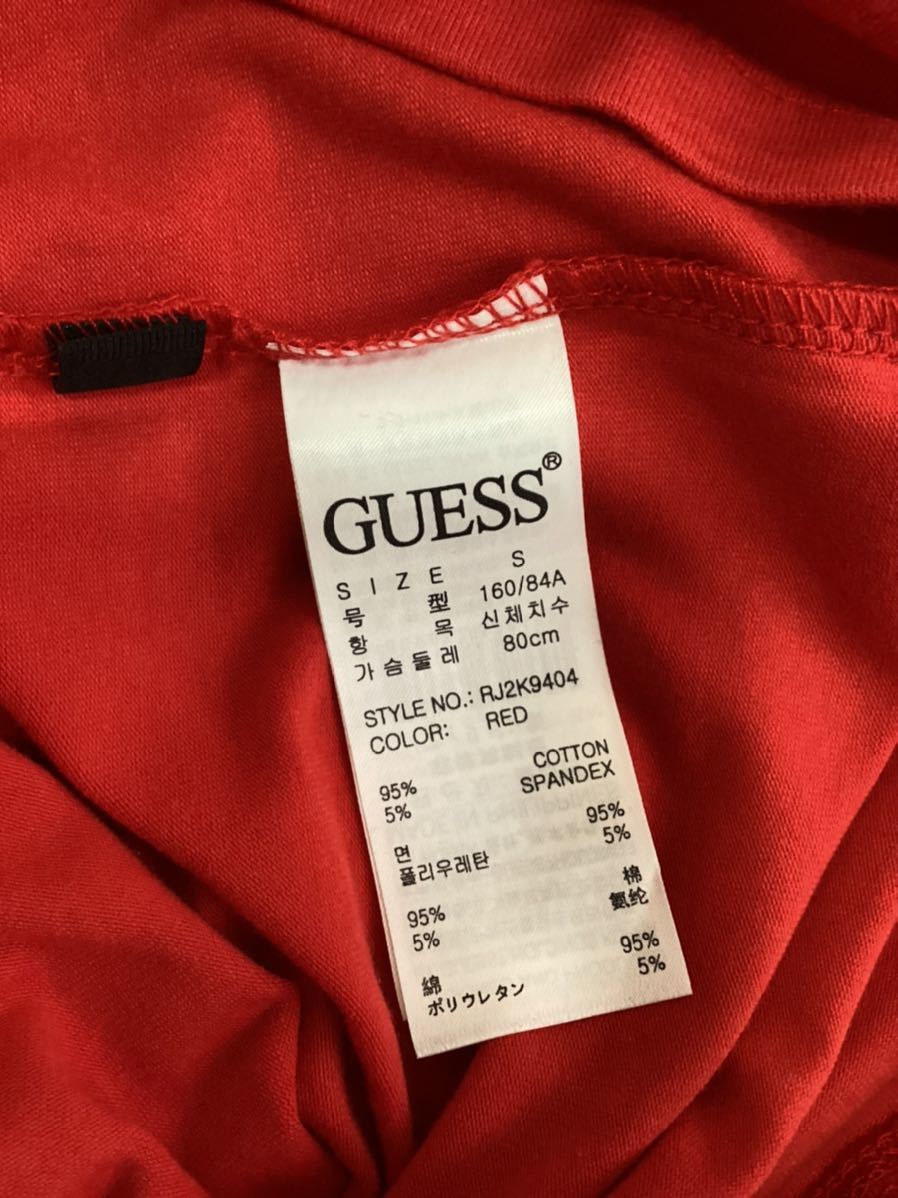 GUESS®
SIZE S
号型 160/84A
항목 신체치수
가슴둘레 80cm
STYLE NO.: RJ2K9404
COLOR: RED
95% COTTON
5% SPANDEX
면 95%
폴리우레탄 5%
95% 棉
5% 氨纶
綿 95%
ポリウレタン 5%